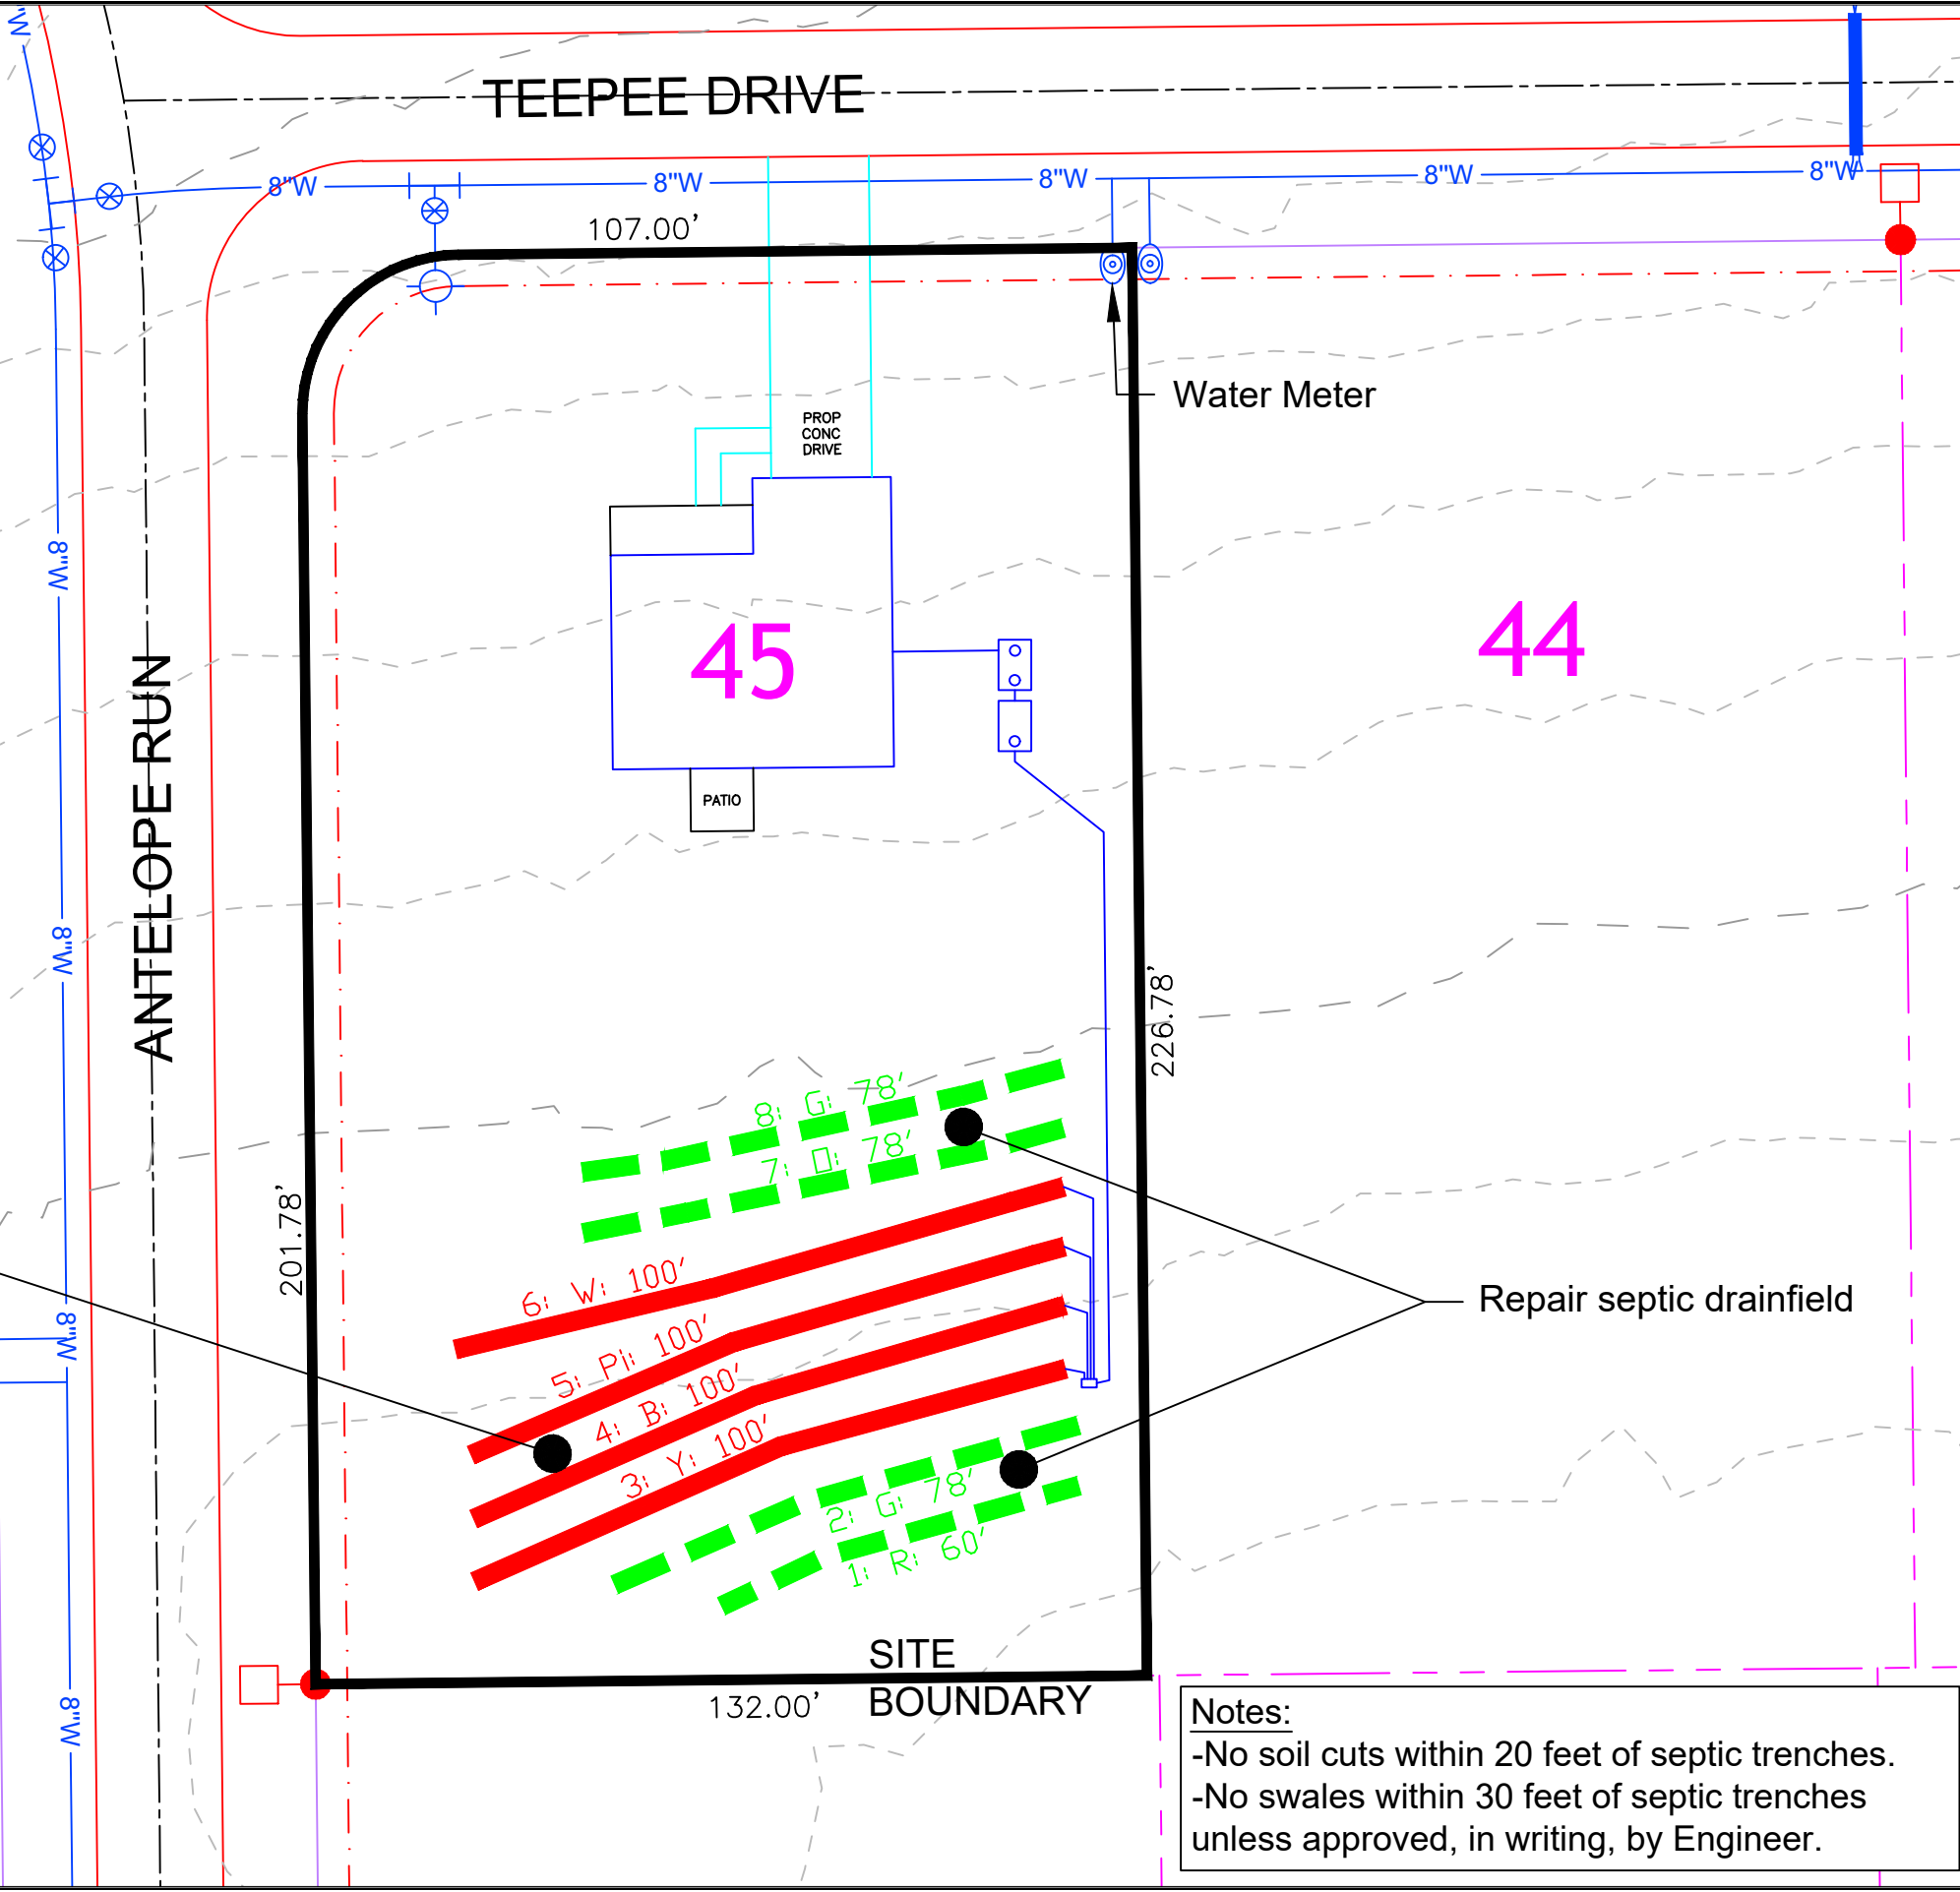 8"W
TEEPEE DRIVE
8"W
8"W
8"W
8"W
8"W
107.00’
Water Meter
PROP
CONC
DRIVE
8"W
45
44
ANTELOPE RUN
PATIO
8"W
226.78’
8: G: 78'
7: O: 78'
201.78’
6: W: 100'
5: Pi: 100'
4: B: 100'
3: Y: 100'
Repair septic drainfield
8"W
2: G: 78'
1: R: 60'
SITE
BOUNDARY
132.00’
8"W
Notes:
-No soil cuts within 20 feet of septic trenches.
-No swales within 30 feet of septic trenches
unless approved, in writing, by Engineer.